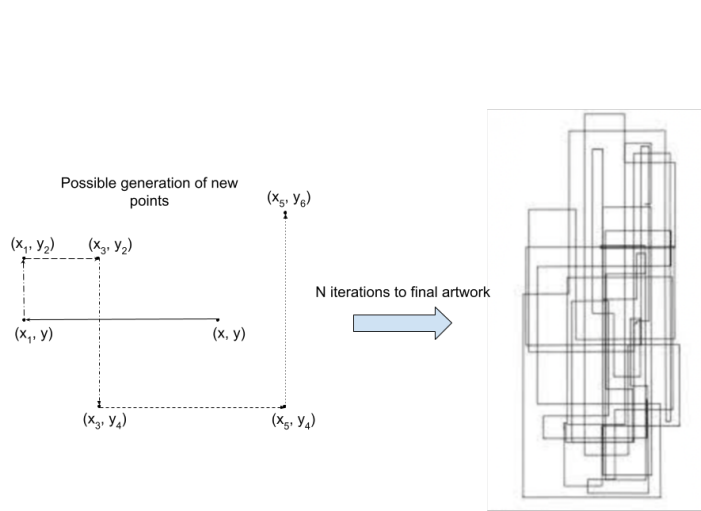 Possible generation of new
points
(x₅, y₆)
(x₁, y₂)
(x₃, y₂)
N iterations to final artwork
(x₁, y)
(x, y)
(x₃, y₄)
(x₅, y₄)